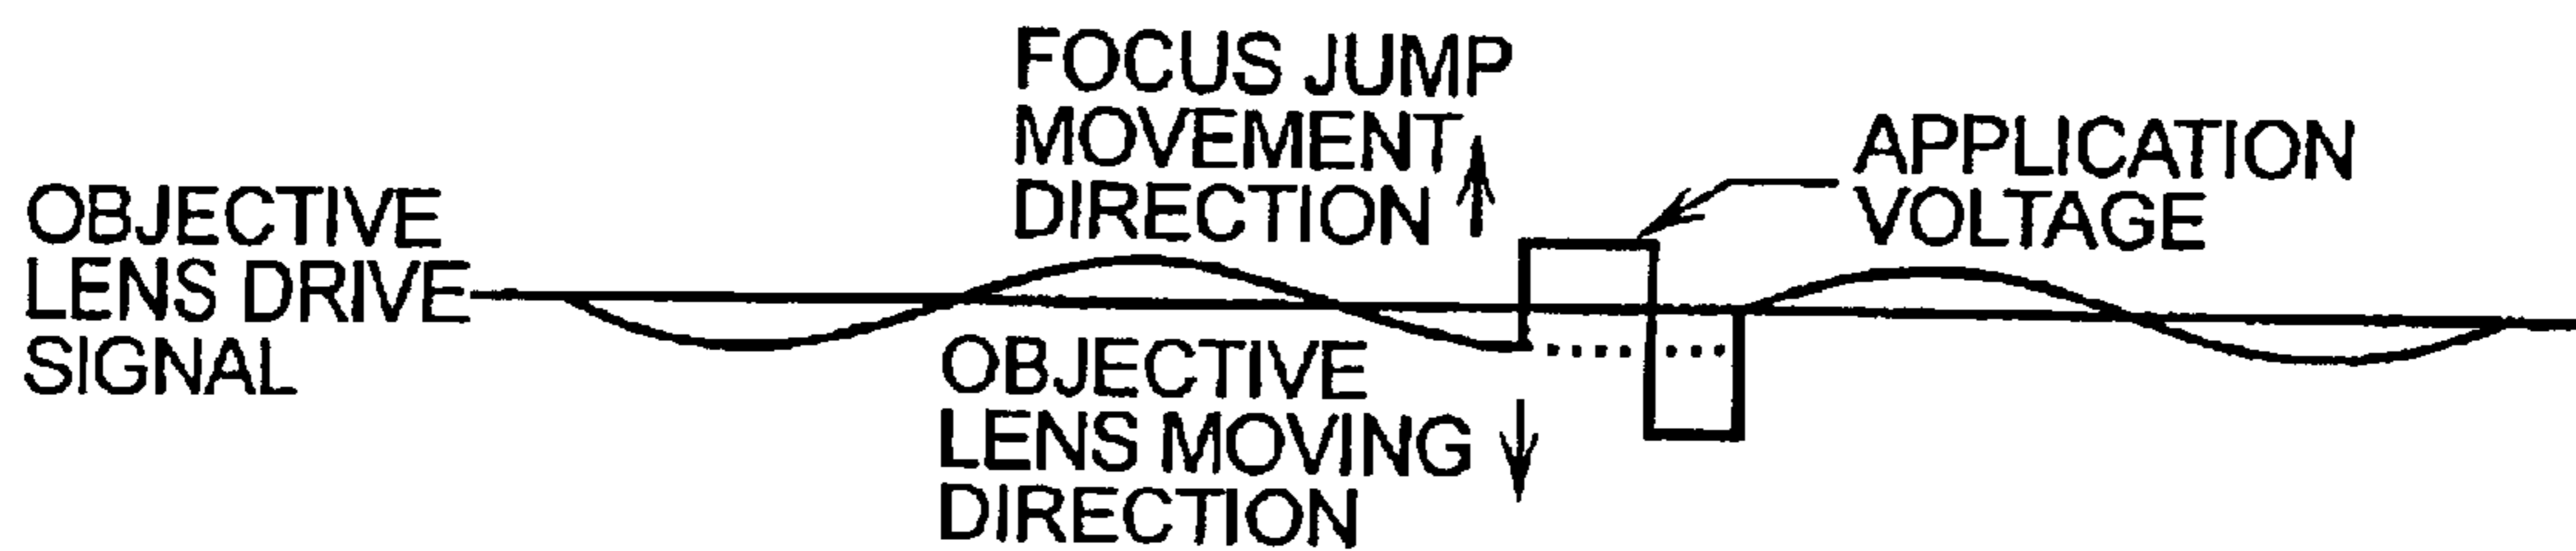 OBJECTIVE
LENS DRIVE
SIGNAL
FOCUS JUMP
MOVEMENT
DIRECTION
OBJECTIVE
LENS MOVING
DIRECTION
APPLICATION
VOLTAGE